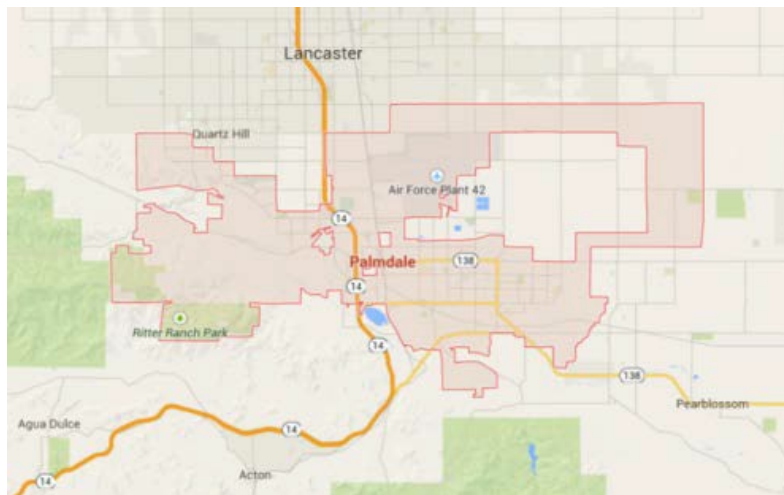 Lancaster
Quartz Hill
Air Force Plant 42
14
Palmdale
138
14
Ritter Ranch Park
14
138
Pearblossom
Agua Dulce
14
Acton
14